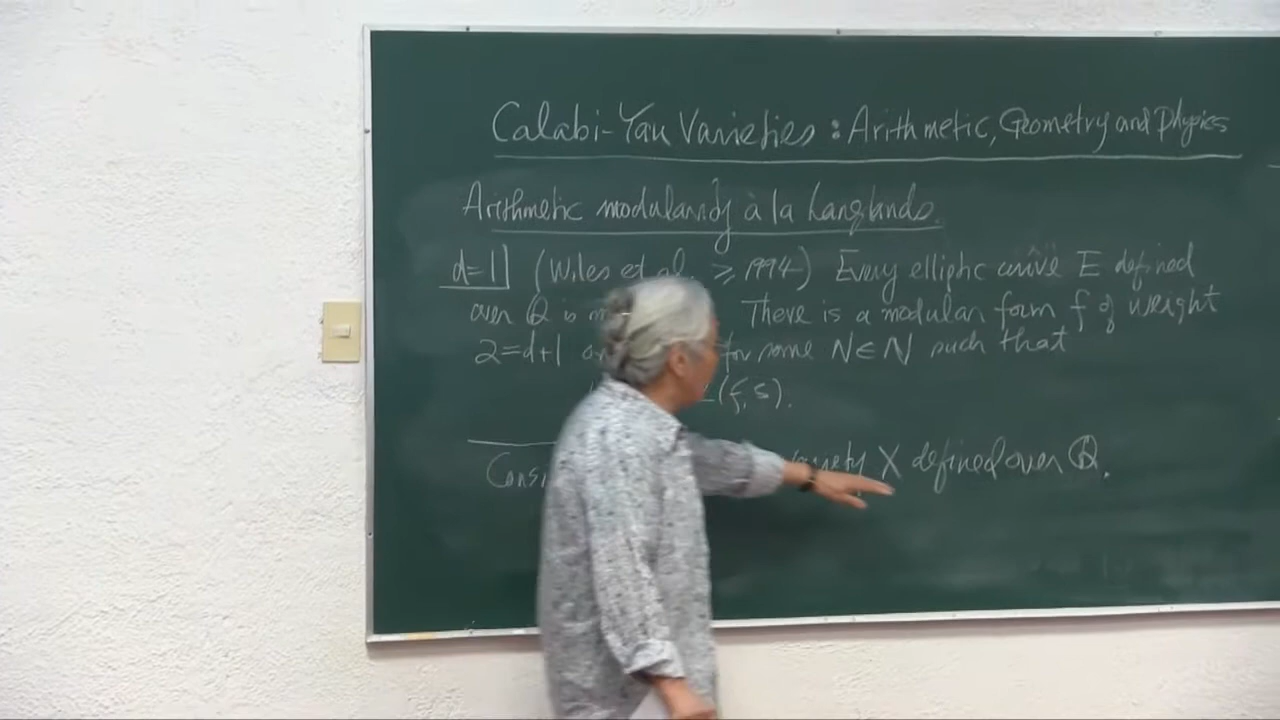 Calabi-Yau Varieties : Arithmetic, Geometry and Physics
Arithmetic modularity à la Langlands.
d=1 (Wiles et al. ≥ 1994) Every elliptic curve E defined
over Q is There is a modular form f of weight
2=d+1 for some N∈N such that
L(f,s).
variety X defined over Q.